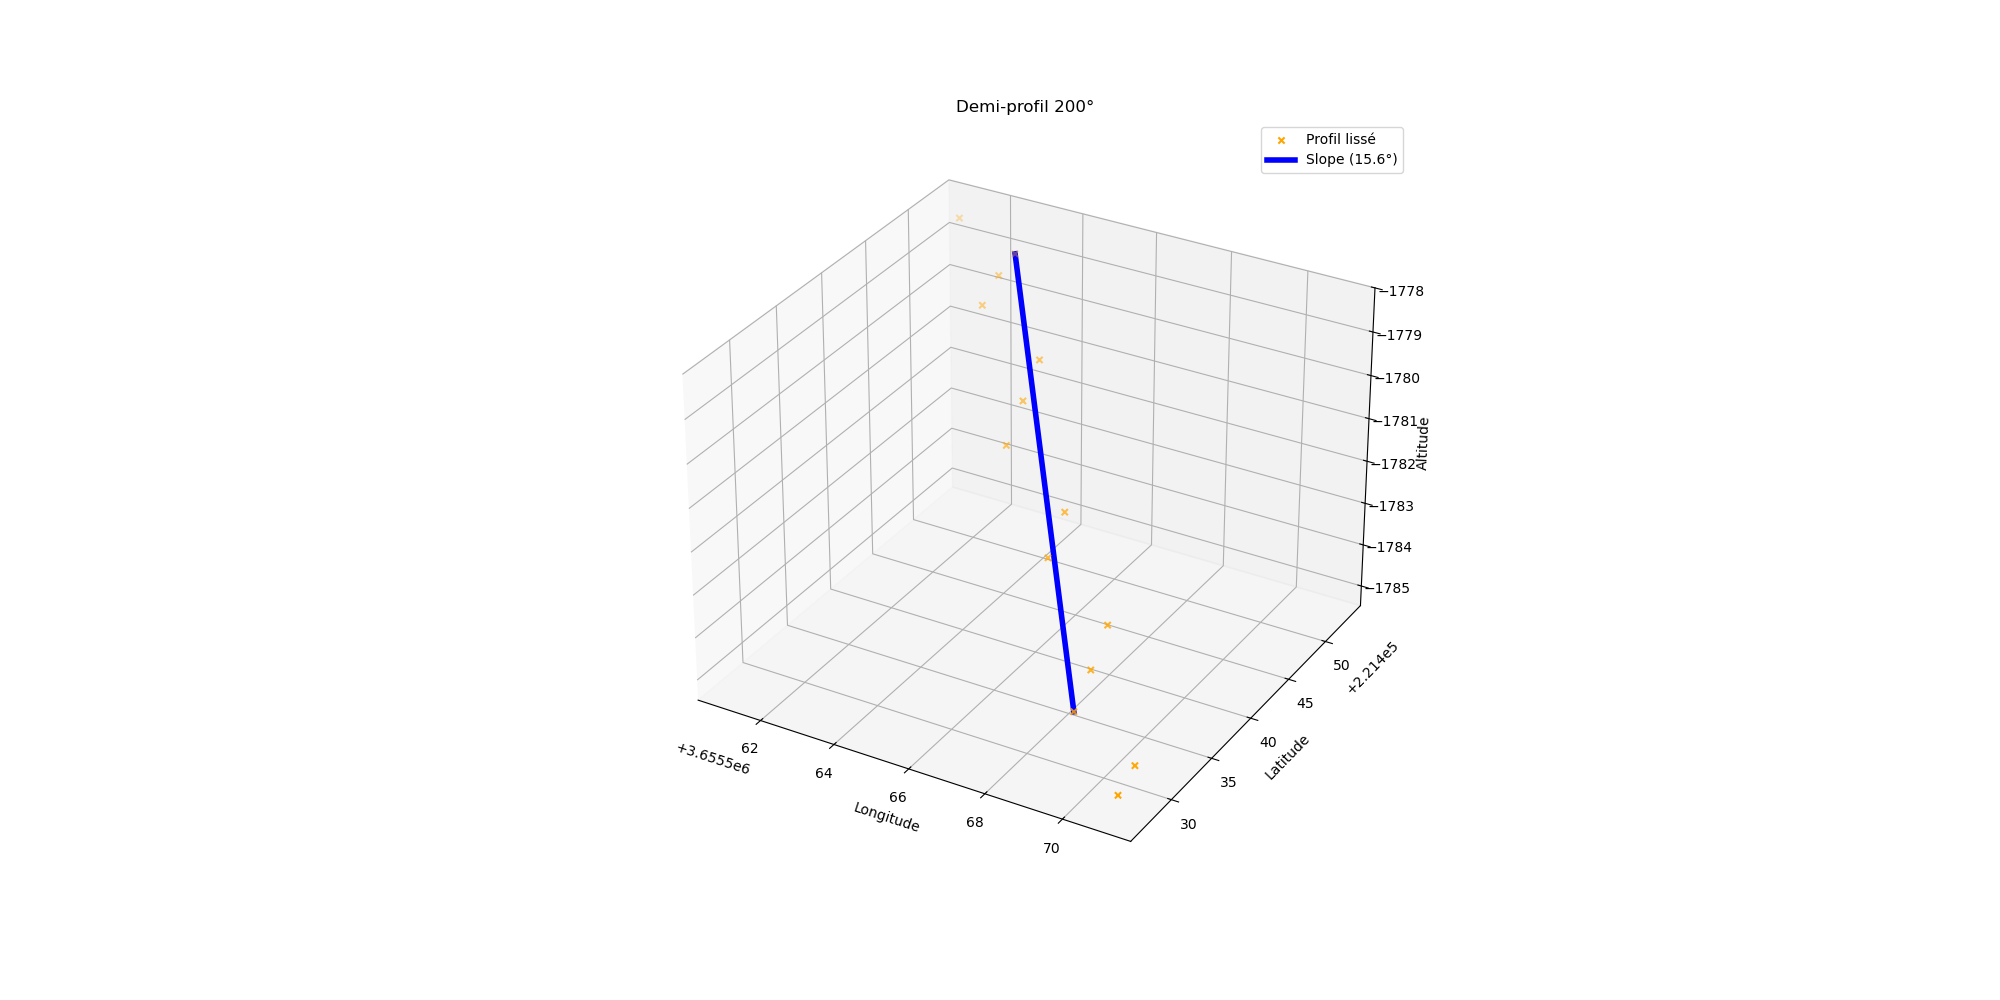 Demi-profil 200°
Profil lissé
Slope (15.6°)
−1778
−1779
−1780
−1781
−1782
−1783
−1784
−1785
Altitude
50
45
40
35
30
+2.214e5
Latitude
62
64
66
68
70
+3.6555e6
Longitude